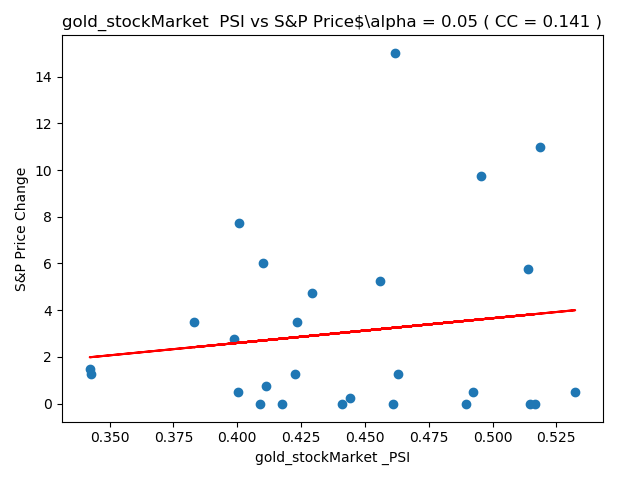 gold_stockMarket  PSI vs S&P Price$\alpha = 0.05 ( CC = 0.141 )
14
12
10
8
6
4
2
0
S&P Price Change
0.350 0.375 0.400 0.425 0.450 0.475 0.500 0.525
gold_stockMarket _PSI